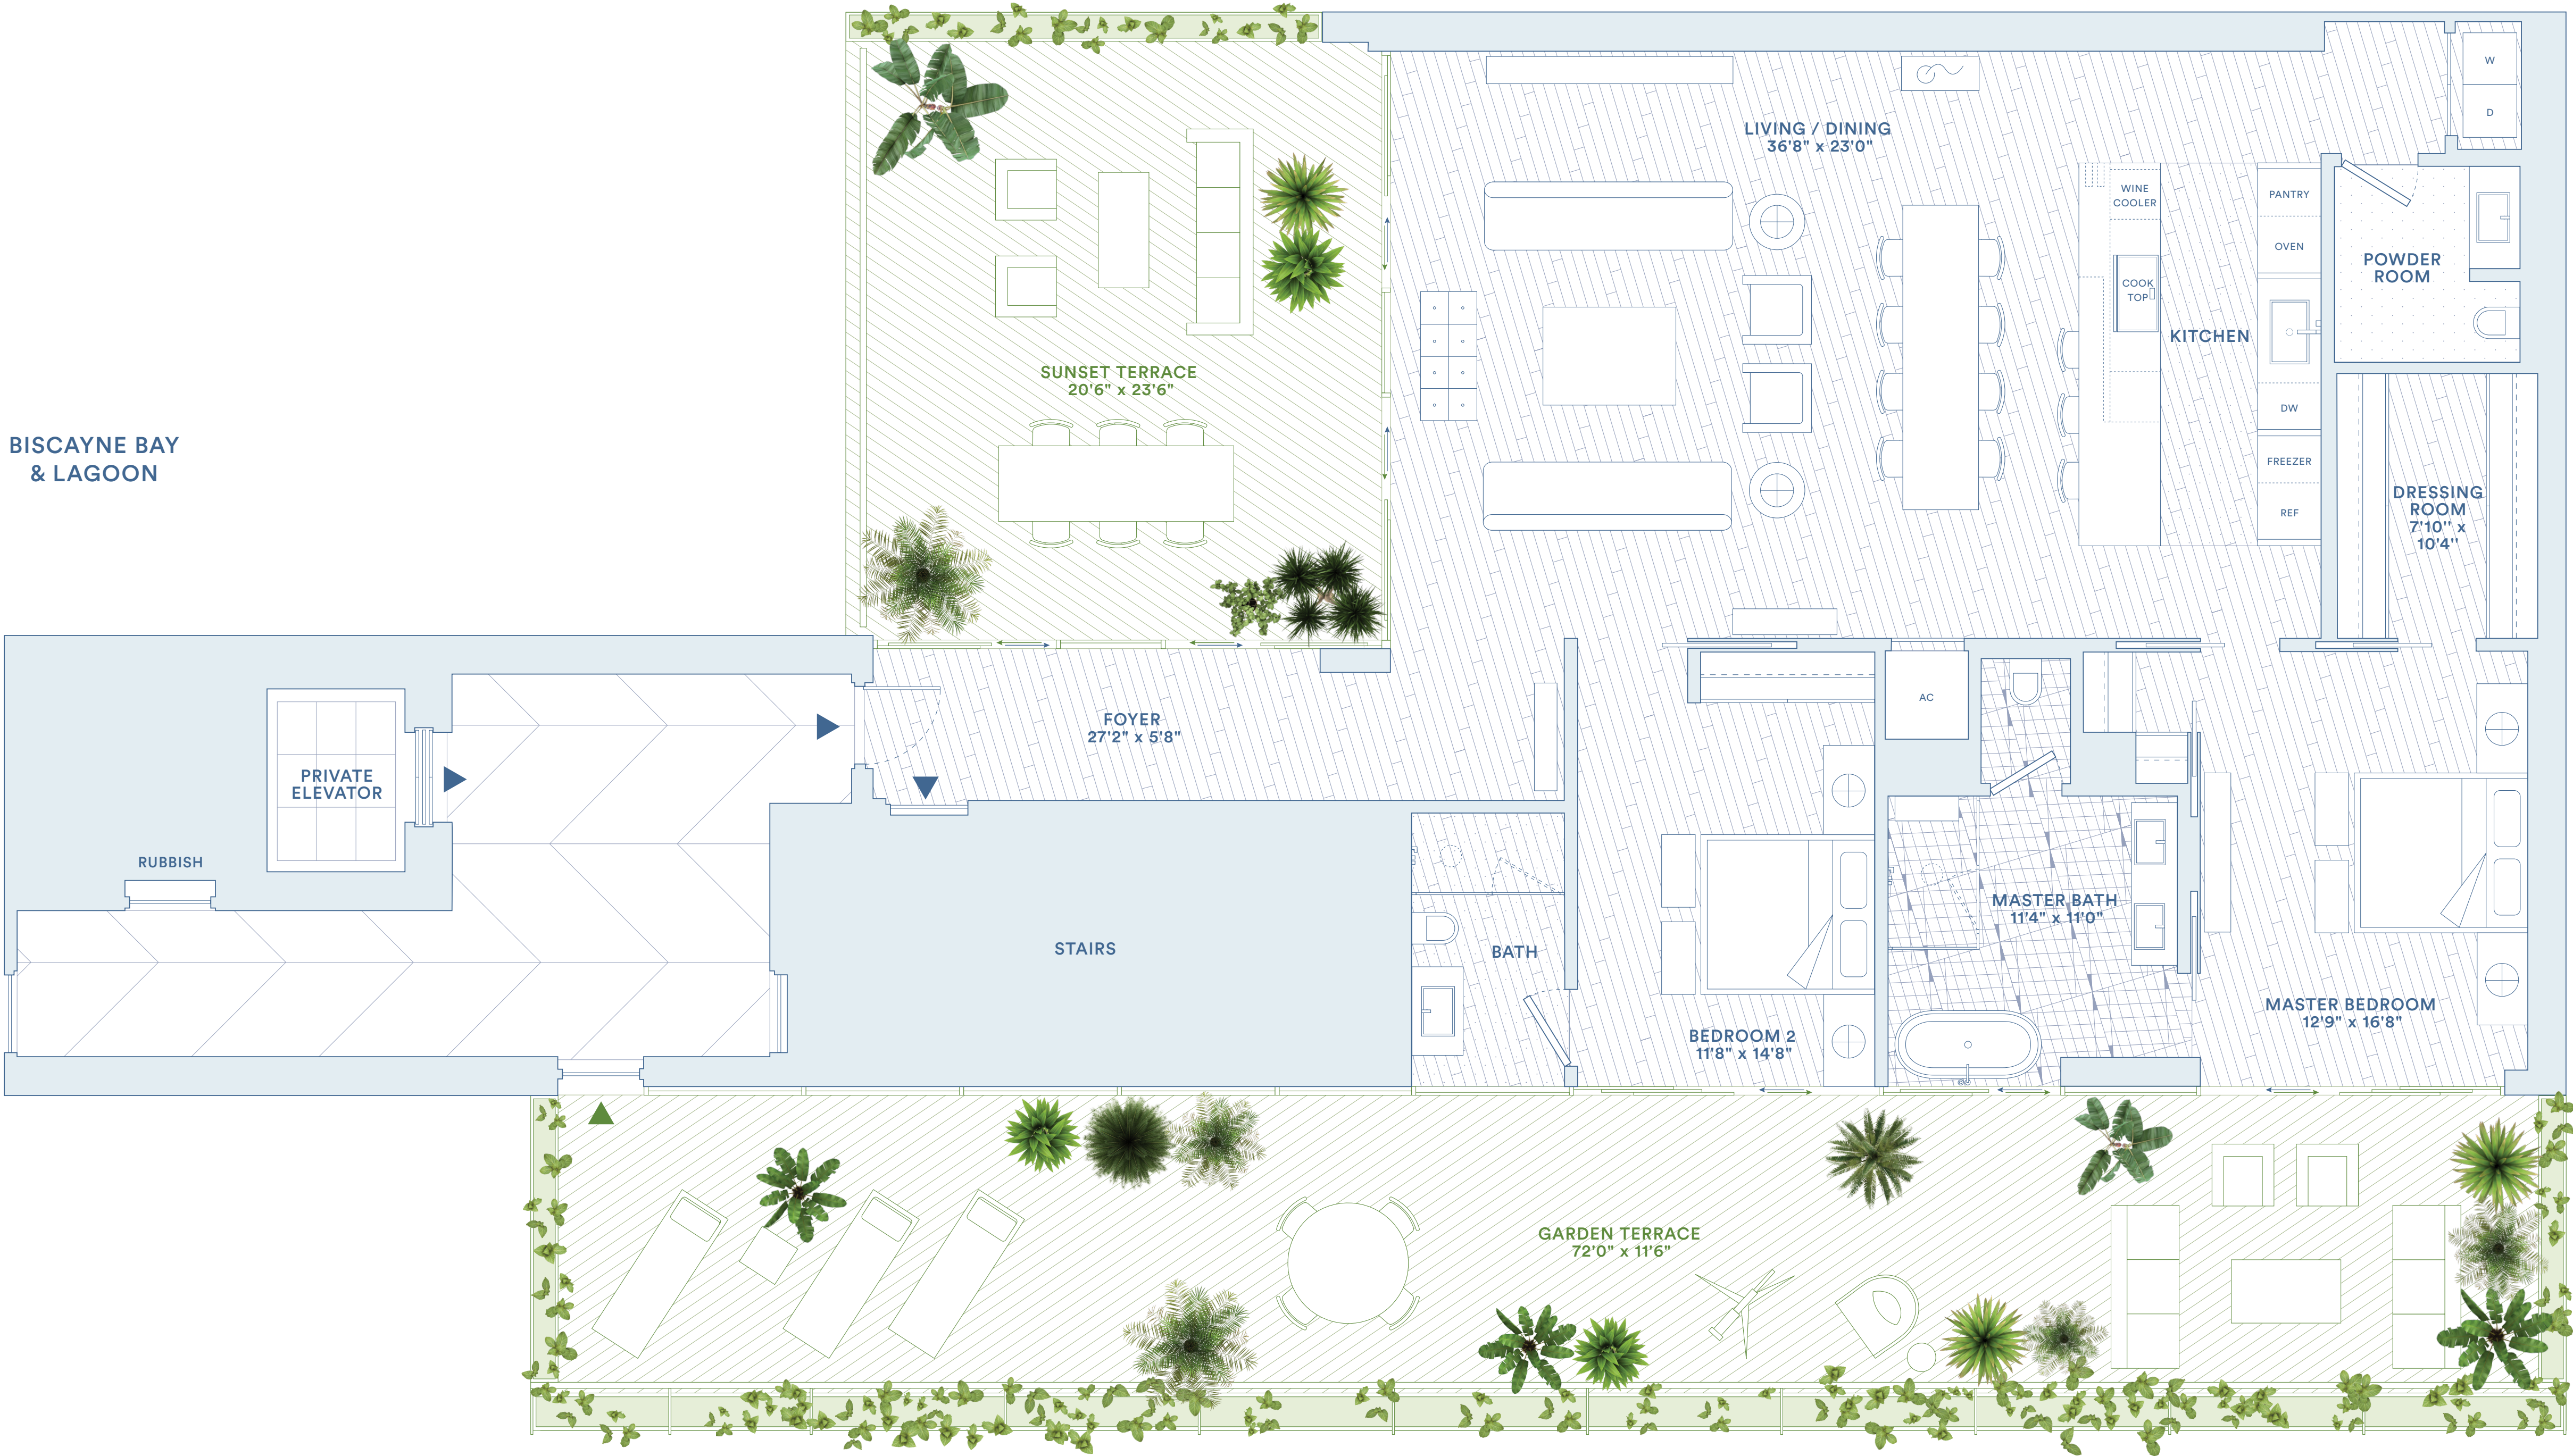 W
D
LIVING / DINING
36'8" x 23'0"
WINE
COOLER
PANTRY
OVEN
COOK
TOP
KITCHEN
POWDER
ROOM
SUNSET TERRACE
20'6" x 23'6"
DW
FREEZER
REF
BISCAYNE BAY
& LAGOON
DRESSING
ROOM
7'10'' x
10'4''
FOYER
27'2" x 5'8"
AC
PRIVATE
ELEVATOR
RUBBISH
STAIRS
BATH
MASTER BATH
11'4" x 11'0"
BEDROOM 2
11'8" x 14'8"
MASTER BEDROOM
12'9" x 16'8"
GARDEN TERRACE
72'0" x 11'6"